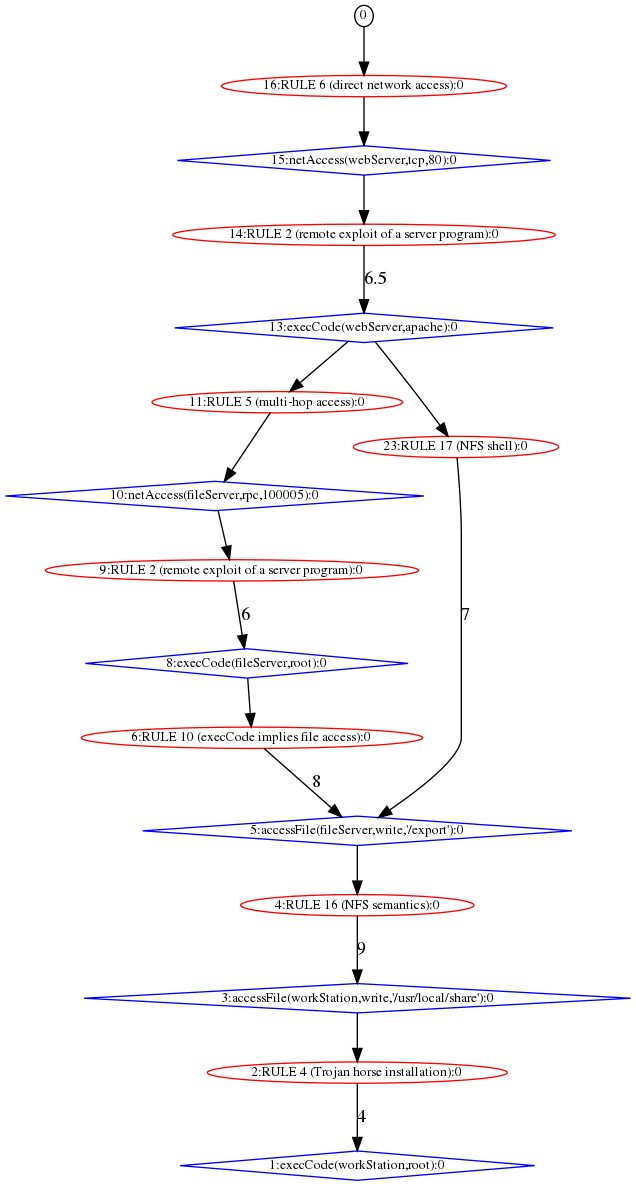 0
16:RULE 6 (direct network access):0
15:netAccess(webServer,tcp,80):0
14:RULE 2 (remote exploit of a server program):0
6.5
13:execCode(webServer,apache):0
11:RULE 5 (multi-hop access):0
23:RULE 17 (NFS shell):0
10:netAccess(fileServer,rpc,100005):0
9:RULE 2 (remote exploit of a server program):0
6
7
8:execCode(fileServer,root):0
6:RULE 10 (execCode implies file access):0
8
5:accessFile(fileServer,write,'/export'):0
4:RULE 16 (NFS semantics):0
9
3:accessFile(workStation,write,'/usr/local/share'):0
2:RULE 4 (Trojan horse installation):0
4
1:execCode(workStation,root):0